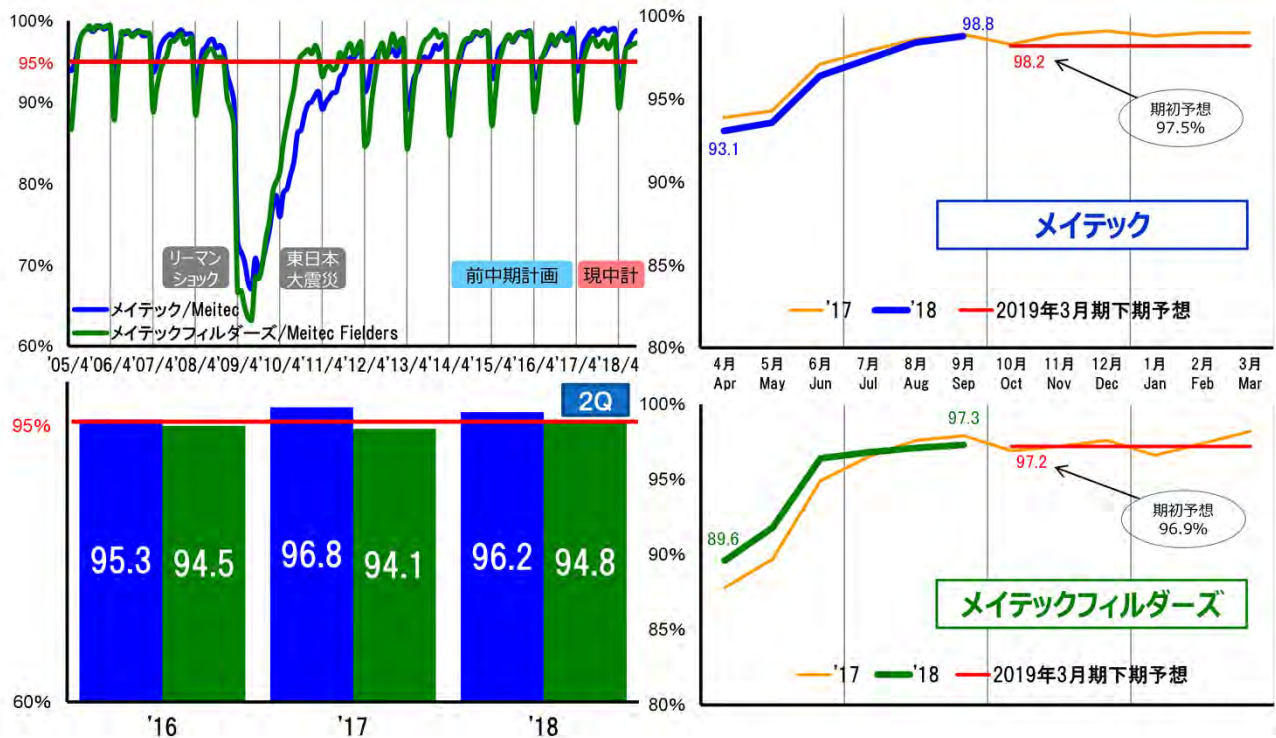 100%
95%
90%
80%
70%
60%
リーマン
ショック
東日本
大震災
前中期計画
現中計
メイテック/Meitec
メイテックフィルダーズ/Meitec Fielders
'05/4'06/4'07/4'08/4'09/4'10/4'11/4'12/4'13/4'14/4'15/4'16/4'17/4'18/4
100%
95%
90%
85%
80%
98.8
98.2
93.1
期初予想
97.5%
メイテック
'17
'18
2019年3月期下期予想
4月 5月 6月 7月 8月 9月 10月 11月 12月 1月 2月 3月
Apr May Jun Jul Aug Sep Oct Nov Dec Jan Feb Mar
95%
60%
2Q
95.3 94.5 96.8 94.1 96.2 94.8
'16 '17 '18
100%
95%
90%
85%
80%
97.3
97.2
89.6
期初予想
96.9%
メイテックフィルダーズ
'17
'18
2019年3月期下期予想